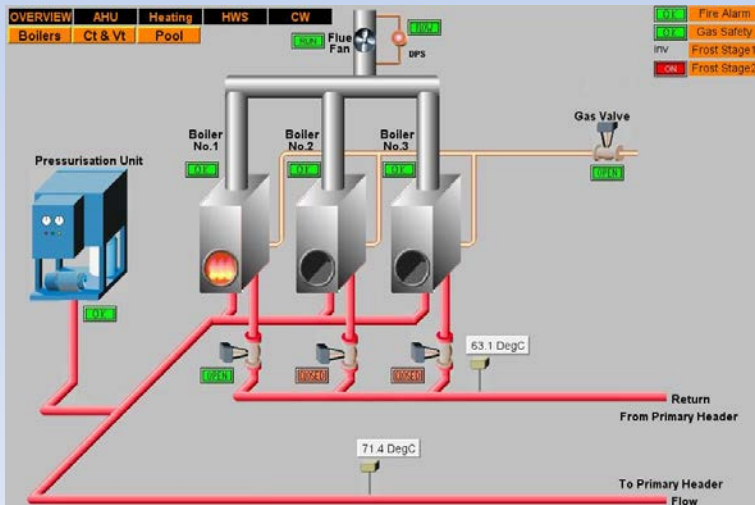 OVERVIEW AHU Heating HWS CW
Boilers Ct & Vt Pool
RUN
Flue
Fan
FLOW
DPS
OK Fire Alarm
OK Gas Safety
inv Frost Stage1
ON Frost Stage2
Gas Valve
OPEN
Boiler
No.1
OK
Boiler
No.2
OK
Boiler
No.3
OK
Pressurisation Unit
OK
OPEN
CLOSED
CLOSED
63.1 DegC
Return
From Primary Header
71.4 DegC
To Primary Header
Flow